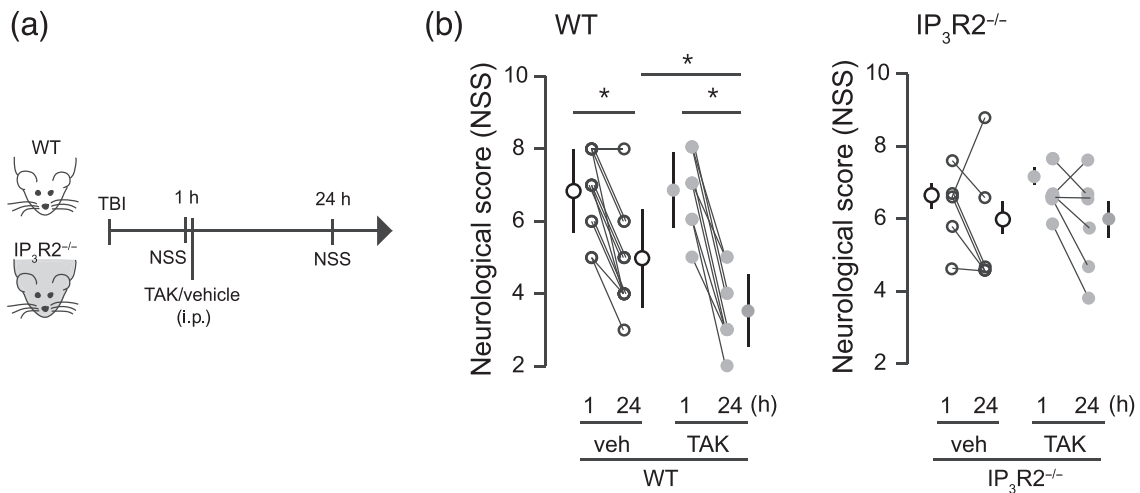 (a)
WT
IP₃R2⁻/⁻
TBI
1 h
24 h
NSS
NSS
TAK/vehicle
(i.p.)
(b)
WT
Neurological score (NSS)
10
8
6
4
2
*
*
*
1 24 1 24 (h)
veh TAK
WT
IP₃R2⁻/⁻
Neurological score (NSS)
10
8
6
4
2
1 24 1 24 (h)
veh TAK
IP₃R2⁻/⁻